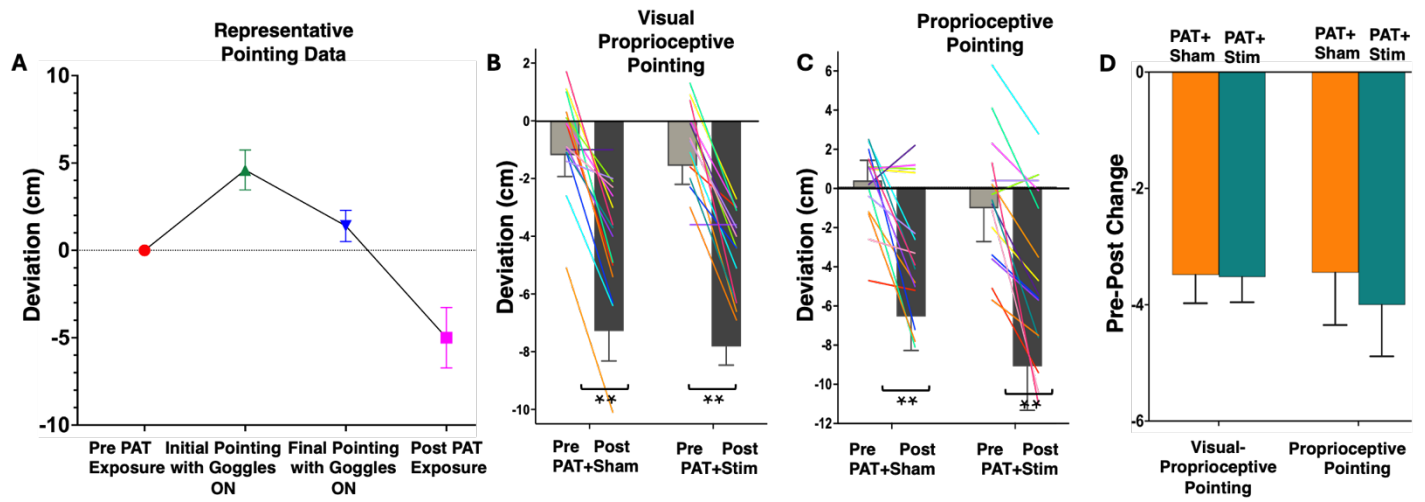 A
Representative
Pointing Data
Deviation (cm)
10
5
0
-5
-10
Pre PAT
Exposure
Initial Pointing
with Goggles
ON
Final Pointing
with Goggles
ON
Post PAT
Exposure
B
Visual
Proprioceptive
Pointing
Deviation (cm)
2
0
-2
-4
-6
-8
-10
**
**
Pre Post
PAT+Sham
Pre Post
PAT+Stim
C
Proprioceptive
Pointing
Deviation (cm)
6
4
2
0
-2
-4
-6
-8
-10
-12
**
**
Pre Post
PAT+Sham
Pre Post
PAT+Stim
D
PAT+
Sham
PAT+
Stim
PAT+
Sham
PAT+
Stim
Pre-Post Change
0
-2
-4
-6
Visual-
Proprioceptive
Pointing
Proprioceptive
Pointing